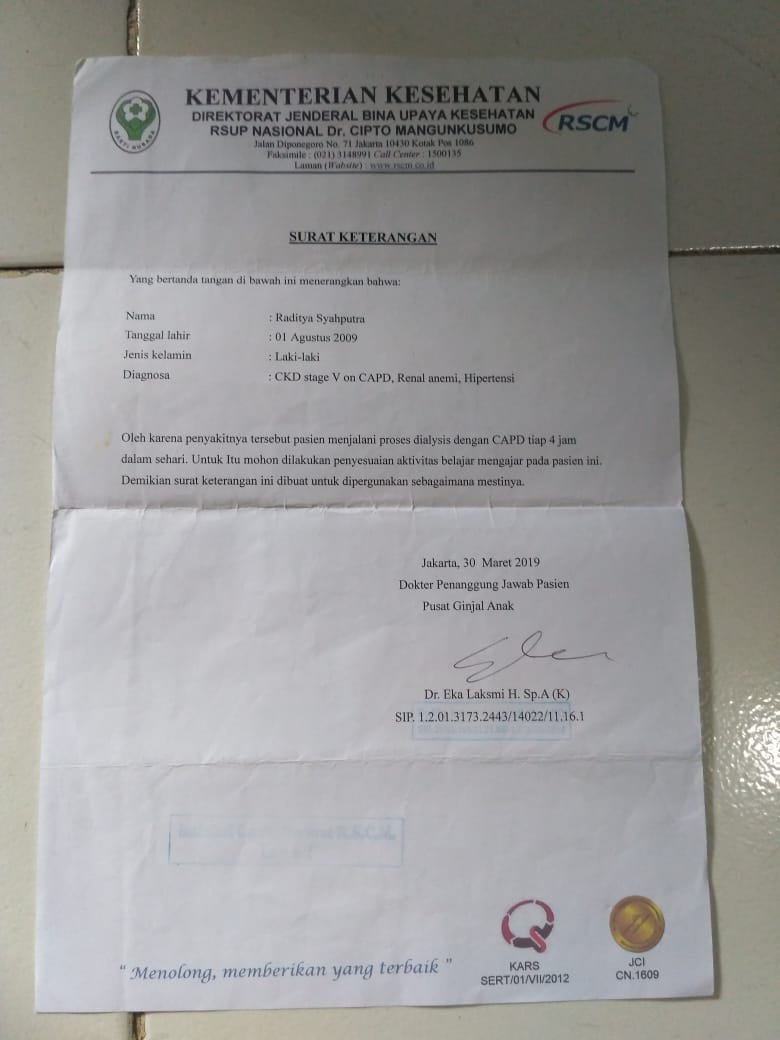 KEMENTERIAN KESEHATAN
DIREKTORAT JENDERAL BINA UPAYA KESEHATAN
RSUP NASIONAL Dr. CIPTO MANGUNKUSUMO
Jalan Diponegoro No. 71 Jakarta 10430 Kotak Pos 1086
Faksimile : (021) 3148991 Call Center : 1500135
Laman (Website) : www.rscm.co.id
BAKTI HUSADA
RSCM
SURAT KETERANGAN
Yang bertanda tangan di bawah ini menerangkan bahwa:
Nama : Raditya Syahputra
Tanggal lahir : 01 Agustus 2009
Jenis kelamin : Laki-laki
Diagnosa : CKD stage V on CAPD, Renal anemi, Hipertensi
Oleh karena penyakitnya tersebut pasien menjalani proses dialysis dengan CAPD tiap 4 jam
dalam sehari. Untuk Itu mohon dilakukan penyesuaian aktivitas belajar mengajar pada pasien ini.
Demikian surat keterangan ini dibuat untuk dipergunakan sebagaimana mestinya.
Jakarta, 30 Maret 2019
Dokter Penanggung Jawab Pasien
Pusat Ginjal Anak
Dr. Eka Laksmi H. Sp.A (K)
SIP. 1.2.01.3173.2443/14022/11.16.1
R.S.C.M.
" Menolong, memberikan yang terbaik "
KARS
SERT/01/VII/2012
JCI
CN.1609